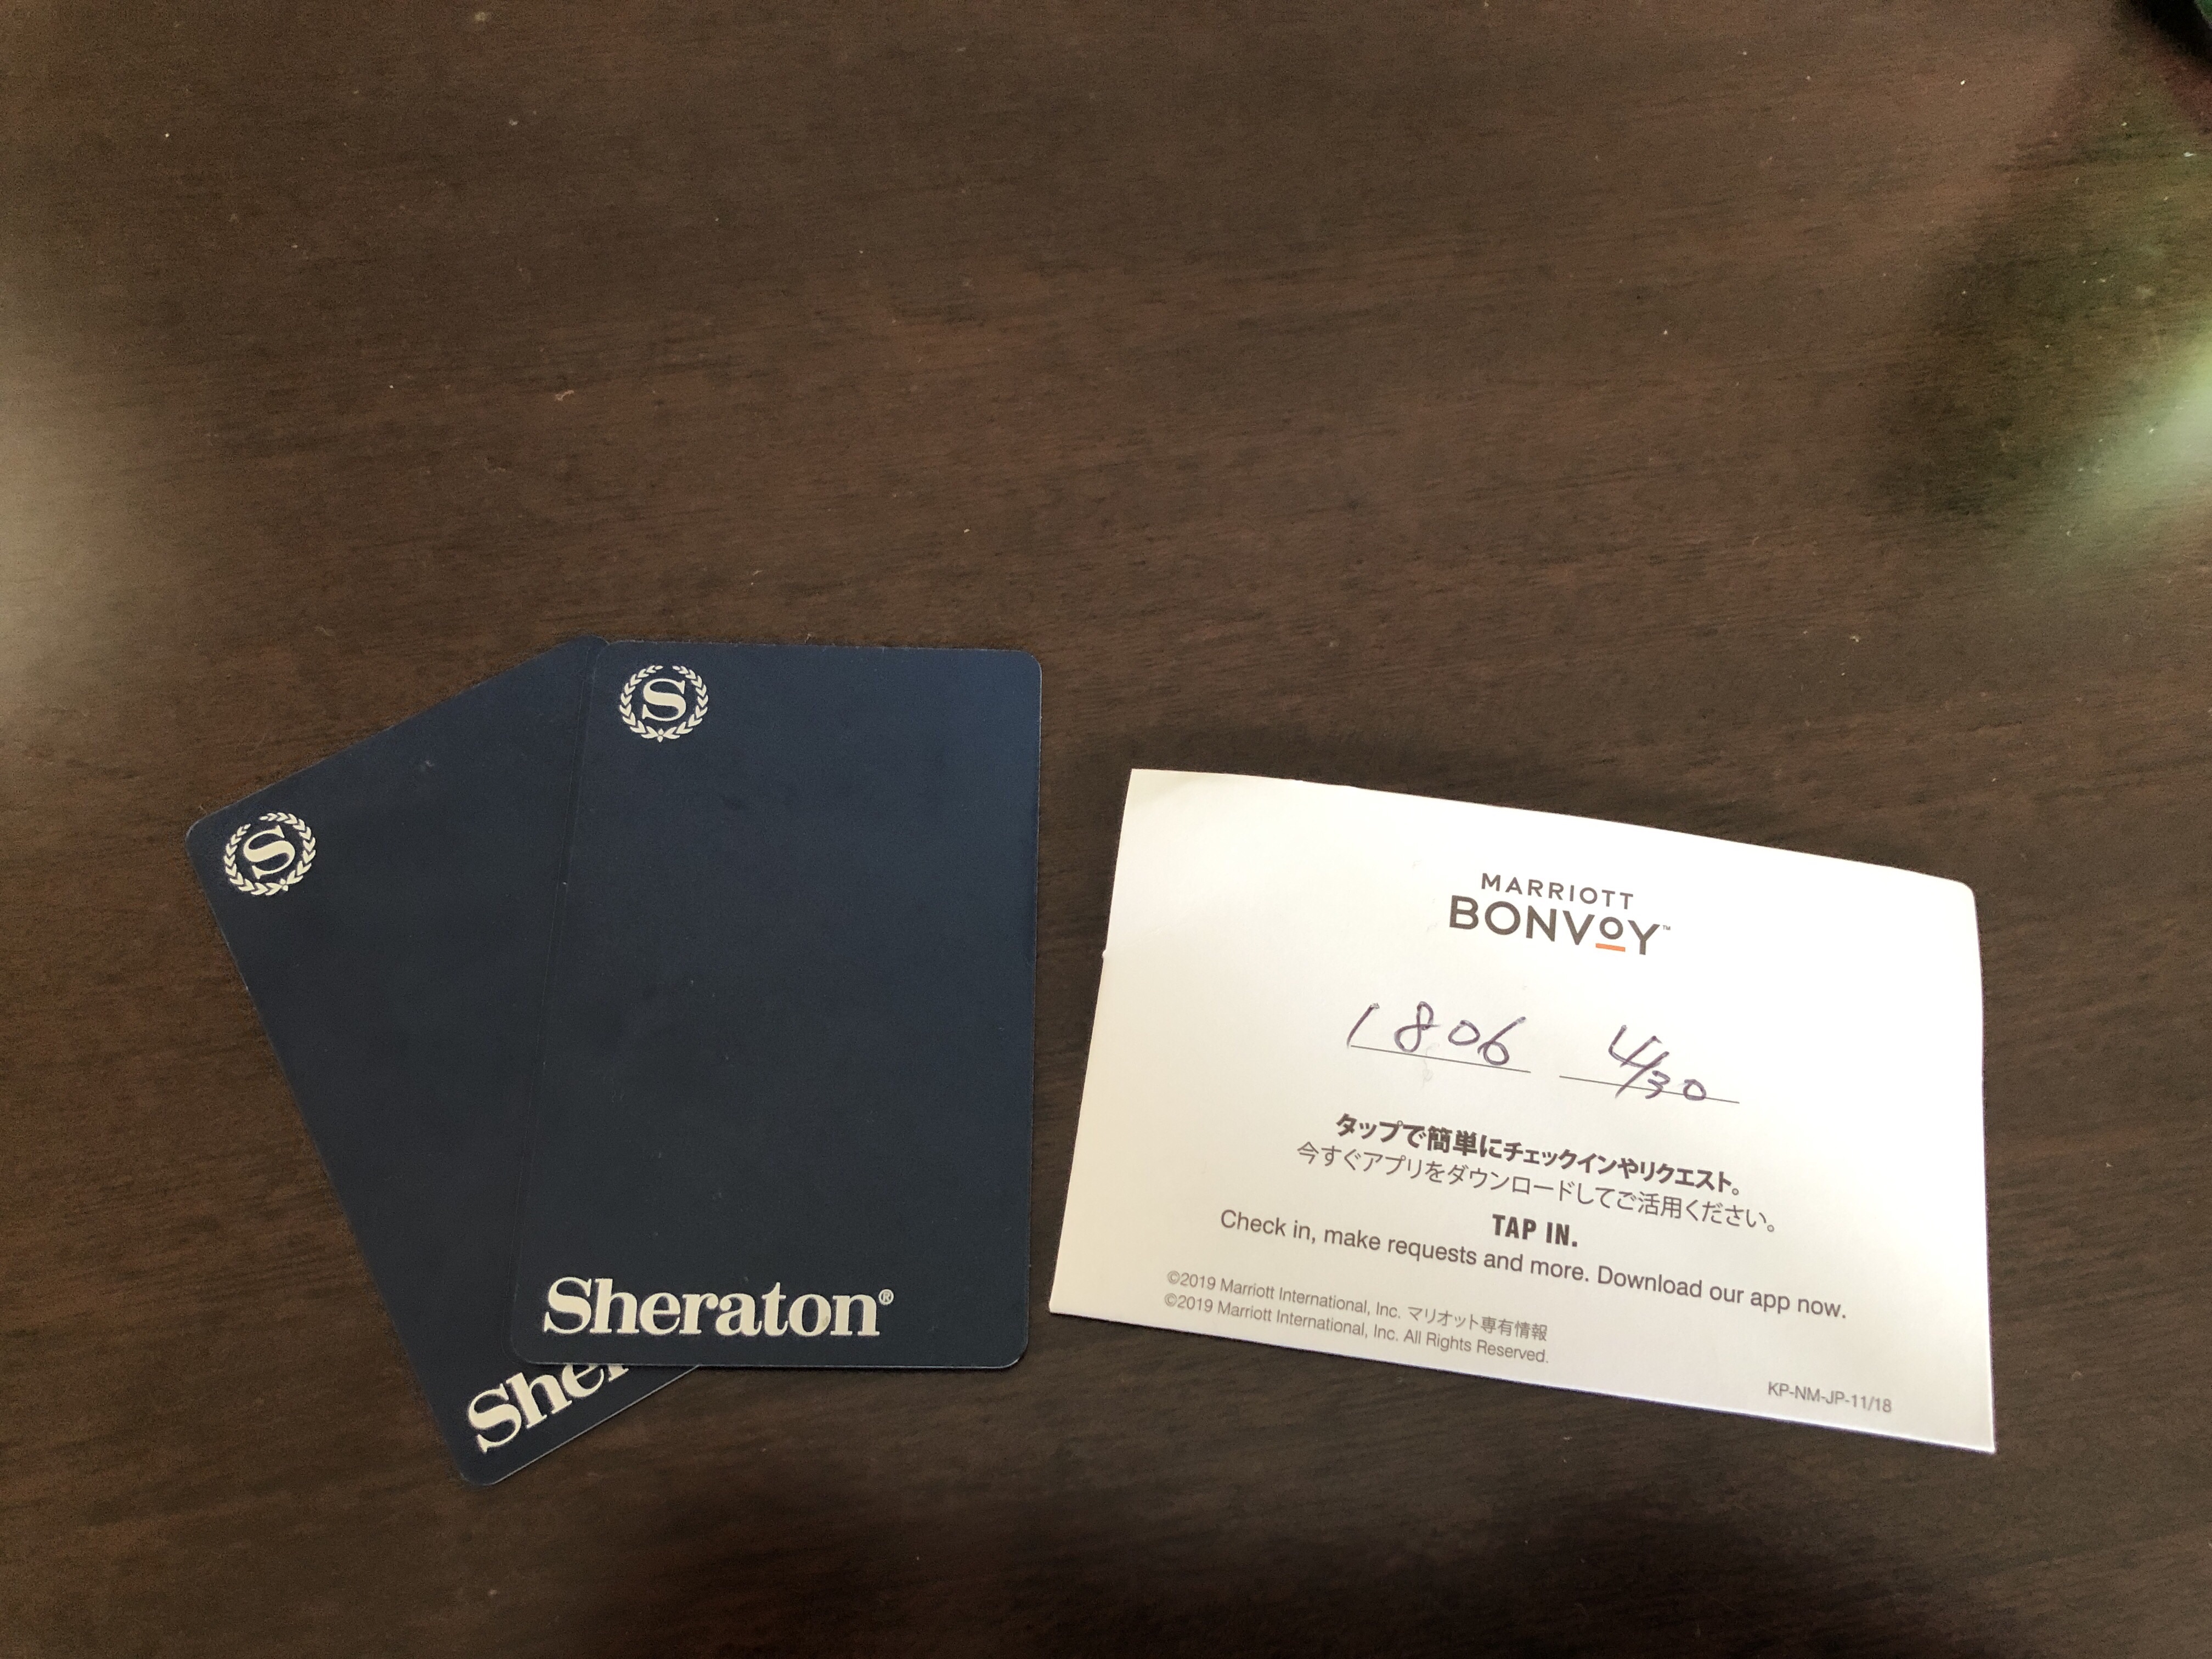 S
S
Sheraton®
Sher
MARRIOTT
BONVOY™
1806 4/30
タップで簡単にチェックインやリクエスト。
今すぐアプリをダウンロードしてご活用ください。
TAP IN.
Check in, make requests and more. Download our app now.
©2019 Marriott International, Inc. マリオット専有情報
©2019 Marriott International, Inc. All Rights Reserved.
KP-NM-JP-11/18